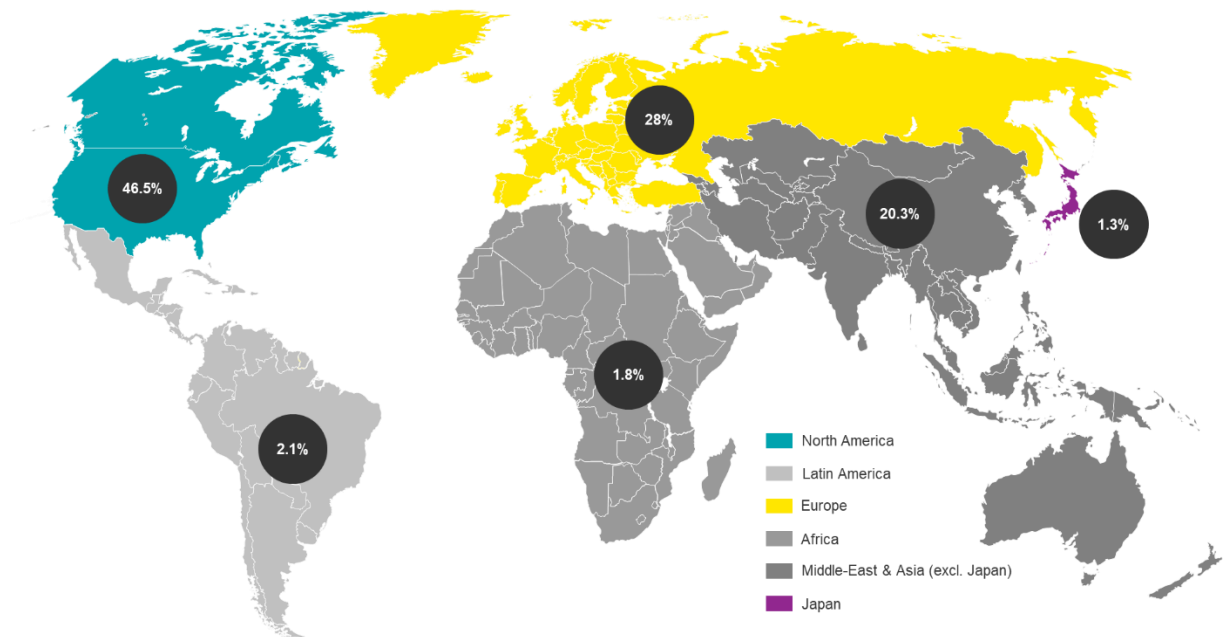 28%
46.5%
20.3%
1.3%
1.8%
2.1%
North America
Latin America
Europe
Africa
Middle-East & Asia (excl. Japan)
Japan